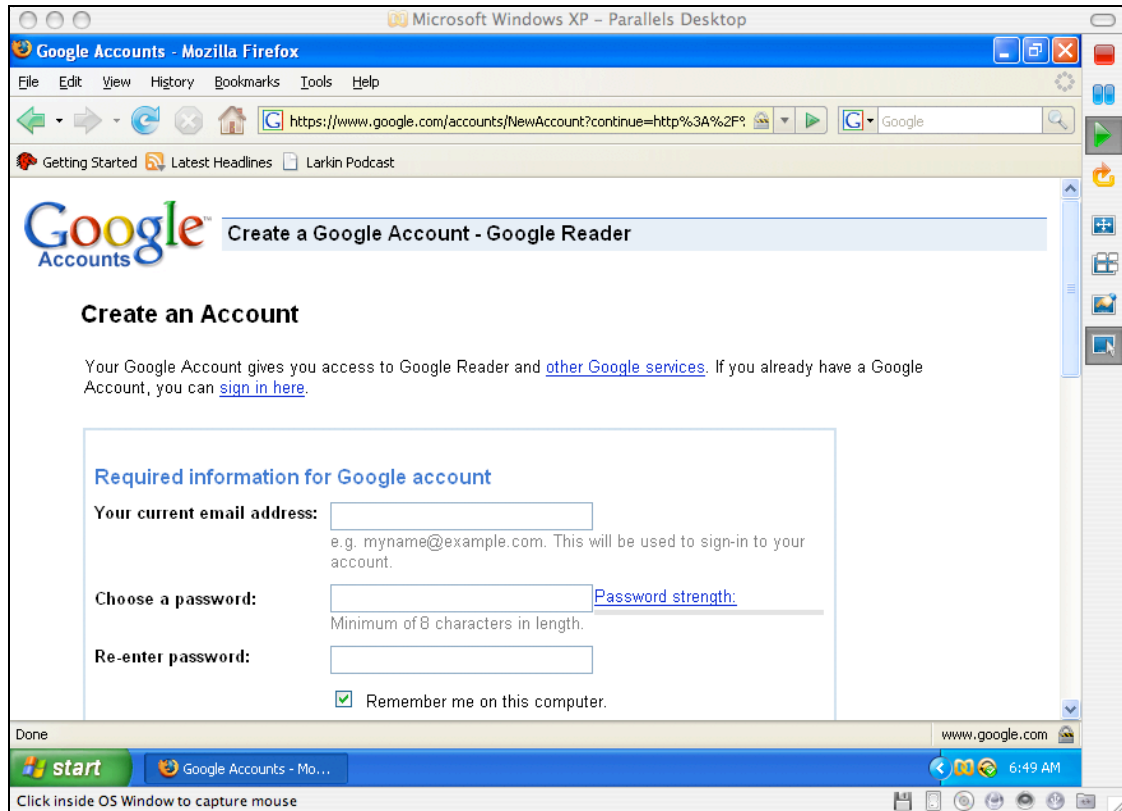 Microsoft Windows XP – Parallels Desktop
Google Accounts - Mozilla Firefox
File Edit View History Bookmarks Tools Help
G https://www.google.com/accounts/NewAccount?continue=http%3A%2F% G Google
Getting Started Latest Headlines Larkin Podcast
Google™ Accounts
Create a Google Account - Google Reader
Create an Account
Your Google Account gives you access to Google Reader and other Google services. If you already have a Google
Account, you can sign in here.
Required information for Google account
Your current email address:
e.g. myname@example.com. This will be used to sign-in to your
account.
Choose a password: Password strength:
Minimum of 8 characters in length.
Re-enter password:
Remember me on this computer.
Done www.google.com
start Google Accounts - Mo... 6:49 AM
Click inside OS Window to capture mouse